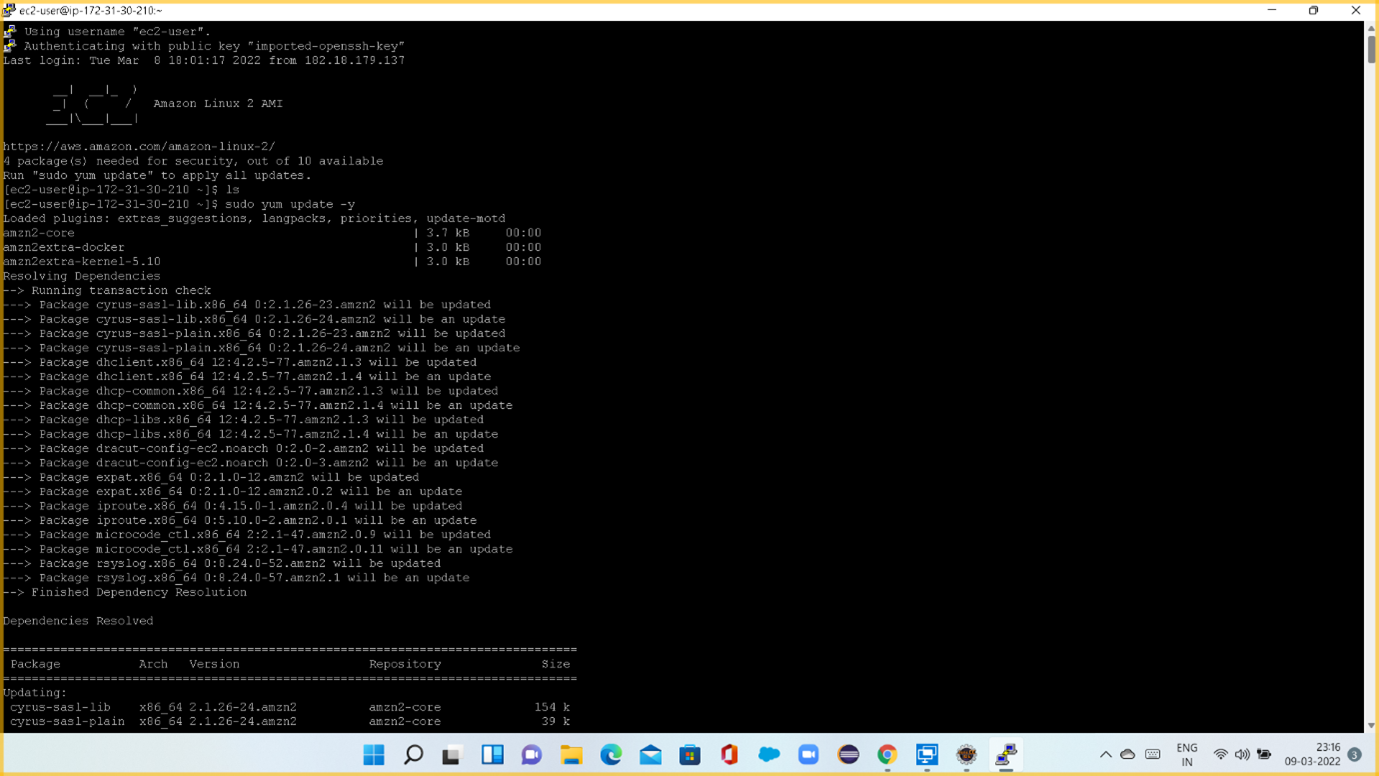 ec2-user@ip-172-31-30-210:~
Using username "ec2-user".
Authenticating with public key "imported-openssh-key"
Last login: Tue Mar  8 18:01:17 2022 from 182.18.179.137
       __|  __|_  )
       _|  (     /   Amazon Linux 2 AMI
      ___|\___|___|
https://aws.amazon.com/amazon-linux-2/
4 package(s) needed for security, out of 10 available
Run "sudo yum update" to apply all updates.
[ec2-user@ip-172-31-30-210 ~]$ ls
[ec2-user@ip-172-31-30-210 ~]$ sudo yum update -y
Loaded plugins: extras_suggestions, langpacks, priorities, update-motd
amzn2-core | 3.7 kB 00:00
amzn2extra-docker | 3.0 kB 00:00
amzn2extra-kernel-5.10 | 3.0 kB 00:00
Resolving Dependencies
--> Running transaction check
---> Package cyrus-sasl-lib.x86_64 0:2.1.26-23.amzn2 will be updated
---> Package cyrus-sasl-lib.x86_64 0:2.1.26-24.amzn2 will be an update
---> Package cyrus-sasl-plain.x86_64 0:2.1.26-23.amzn2 will be updated
---> Package cyrus-sasl-plain.x86_64 0:2.1.26-24.amzn2 will be an update
---> Package dhclient.x86_64 12:4.2.5-77.amzn2.1.3 will be updated
---> Package dhclient.x86_64 12:4.2.5-77.amzn2.1.4 will be an update
---> Package dhcp-common.x86_64 12:4.2.5-77.amzn2.1.3 will be updated
---> Package dhcp-common.x86_64 12:4.2.5-77.amzn2.1.4 will be an update
---> Package dhcp-libs.x86_64 12:4.2.5-77.amzn2.1.3 will be updated
---> Package dhcp-libs.x86_64 12:4.2.5-77.amzn2.1.4 will be an update
---> Package dracut-config-ec2.noarch 0:2.0-2.amzn2 will be updated
---> Package dracut-config-ec2.noarch 0:2.0-3.amzn2 will be an update
---> Package expat.x86_64 0:2.1.0-12.amzn2 will be updated
---> Package expat.x86_64 0:2.1.0-12.amzn2.0.2 will be an update
---> Package iproute.x86_64 0:4.15.0-1.amzn2.0.4 will be updated
---> Package iproute.x86_64 0:5.10.0-2.amzn2.0.1 will be an update
---> Package microcode_ctl.x86_64 2:2.1-47.amzn2.0.9 will be updated
---> Package microcode_ctl.x86_64 2:2.1-47.amzn2.0.11 will be an update
---> Package rsyslog.x86_64 0:8.24.0-52.amzn2 will be updated
---> Package rsyslog.x86_64 0:8.24.0-57.amzn2.1 will be an update
--> Finished Dependency Resolution
Dependencies Resolved
================================================================================
Package Arch Version Repository Size
================================================================================
Updating:
cyrus-sasl-lib x86_64 2.1.26-24.amzn2 amzn2-core 154 k
cyrus-sasl-plain x86_64 2.1.26-24.amzn2 amzn2-core 39 k
ENG
IN
23:16
09-03-2022
3